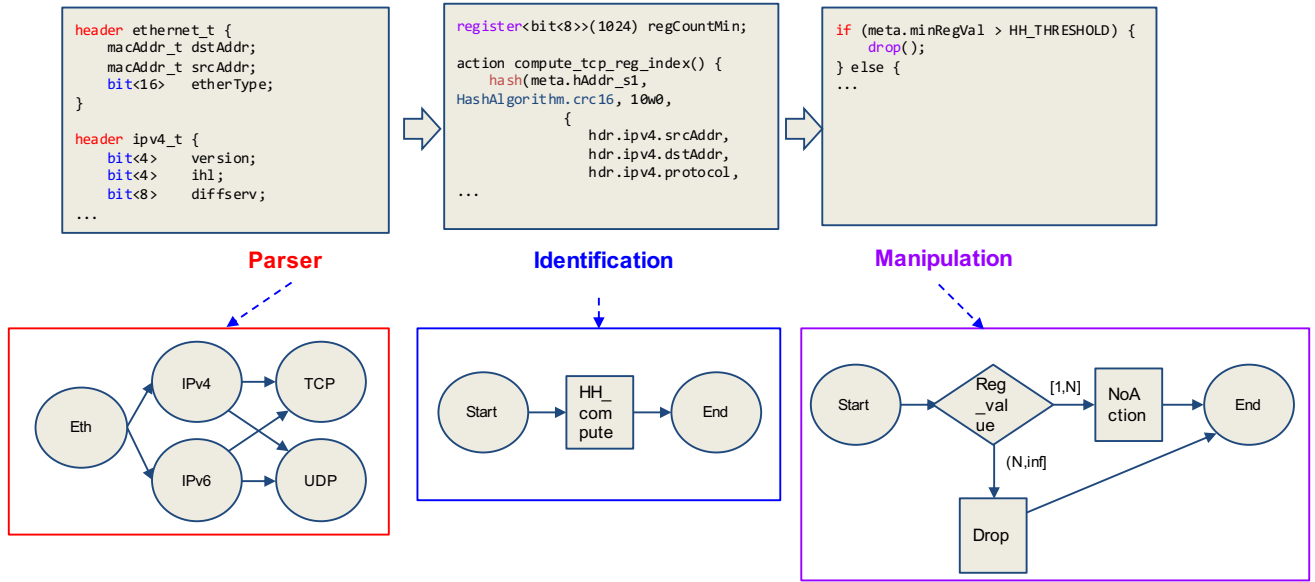 header ethernet_t {
macAddr_t dstAddr;
macAddr_t srcAddr;
bit<16> etherType;
}
header ipv4_t {
bit<4> version;
bit<4> ihl;
bit<8> diffserv;
...
register<bit<8>>(1024) regCountMin;
action compute_tcp_reg_index() {
hash(meta.hAddr_s1,
HashAlgorithm.crc16, 10w0,
{
hdr.ipv4.srcAddr,
hdr.ipv4.dstAddr,
hdr.ipv4.protocol,
...
if (meta.minRegVal > HH_THRESHOLD) {
drop();
} else {
...
Parser
Identification
Manipulation
Eth
IPv4
IPv6
TCP
UDP
Start
HH_
com
pute
End
Start
Reg
_val
ue
[1,N]
NoA
ction
End
(N,inf]
Drop